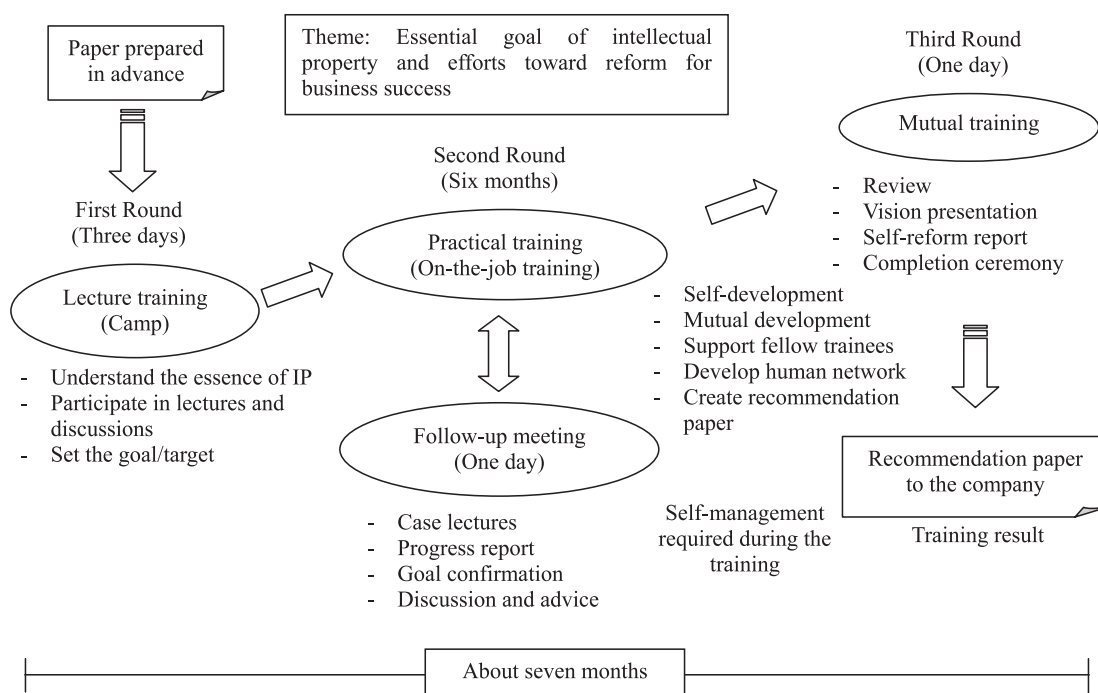 Paper prepared
in advance
Theme: Essential goal of intellectual
property and efforts toward reform for
business success
First Round
(Three days)
Lecture training
(Camp)
- Understand the essence of IP
- Participate in lectures and
discussions
- Set the goal/target
Second Round
(Six months)
Practical training
(On-the-job training)
- Self-development
- Mutual development
- Support fellow trainees
- Develop human network
- Create recommendation
paper
Follow-up meeting
(One day)
- Case lectures
- Progress report
- Goal confirmation
- Discussion and advice
Self-management
required during the
training
Third Round
(One day)
Mutual training
- Review
- Vision presentation
- Self-reform report
- Completion ceremony
Recommendation paper
to the company
Training result
About seven months